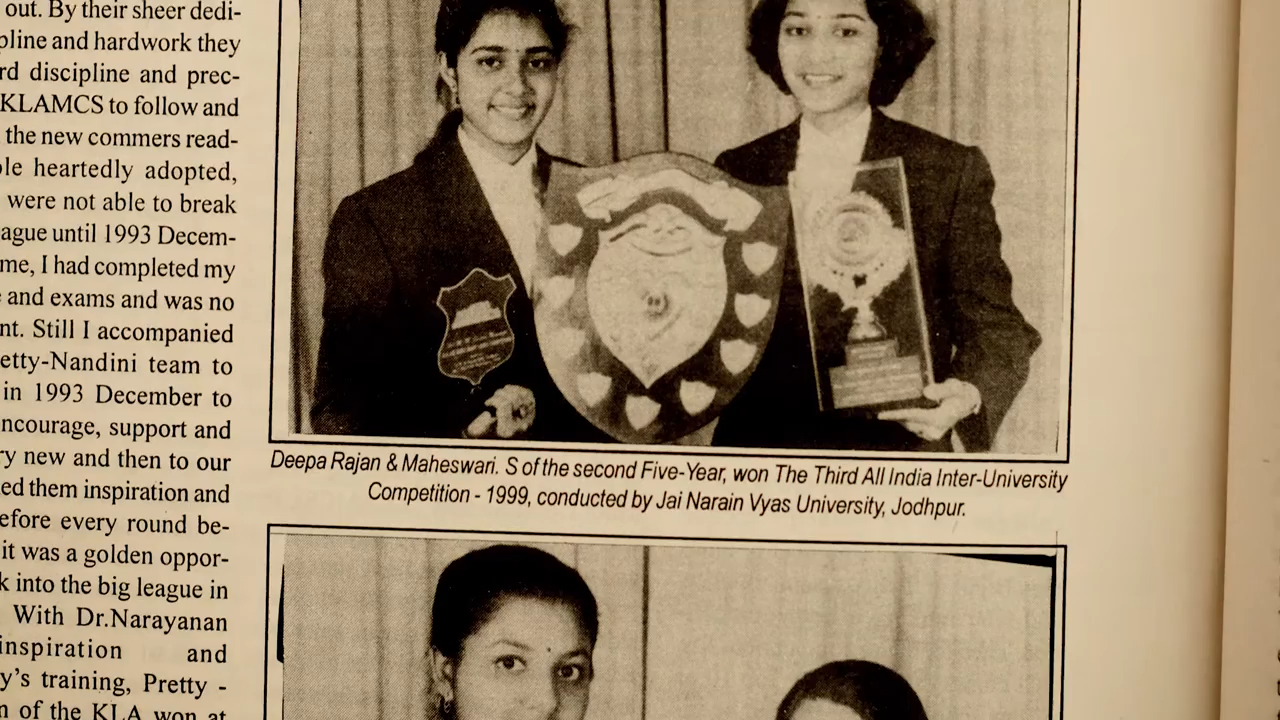 out. By their sheer dedi-
pline and hardwork they
rd discipline and prec-
KLAMCS to follow and
the new commers read-
le heartedly adopted,
were not able to break
ague until 1993 Decem-
me, I had completed my
and exams and was no
nt. Still I accompanied
etty-Nandini team to
in 1993 December to
ncourage, support and
ry new and then to our
ed them inspiration and
efore every round be-
it was a golden oppor-
k into the big league in
With Dr.Narayanan
inspiration and
y's training, Pretty -
n of the KLA won at
Deepa Rajan & Maheswari. S of the second Five-Year, won The Third All India Inter-University
Competition - 1999, conducted by Jai Narain Vyas University, Jodhpur.